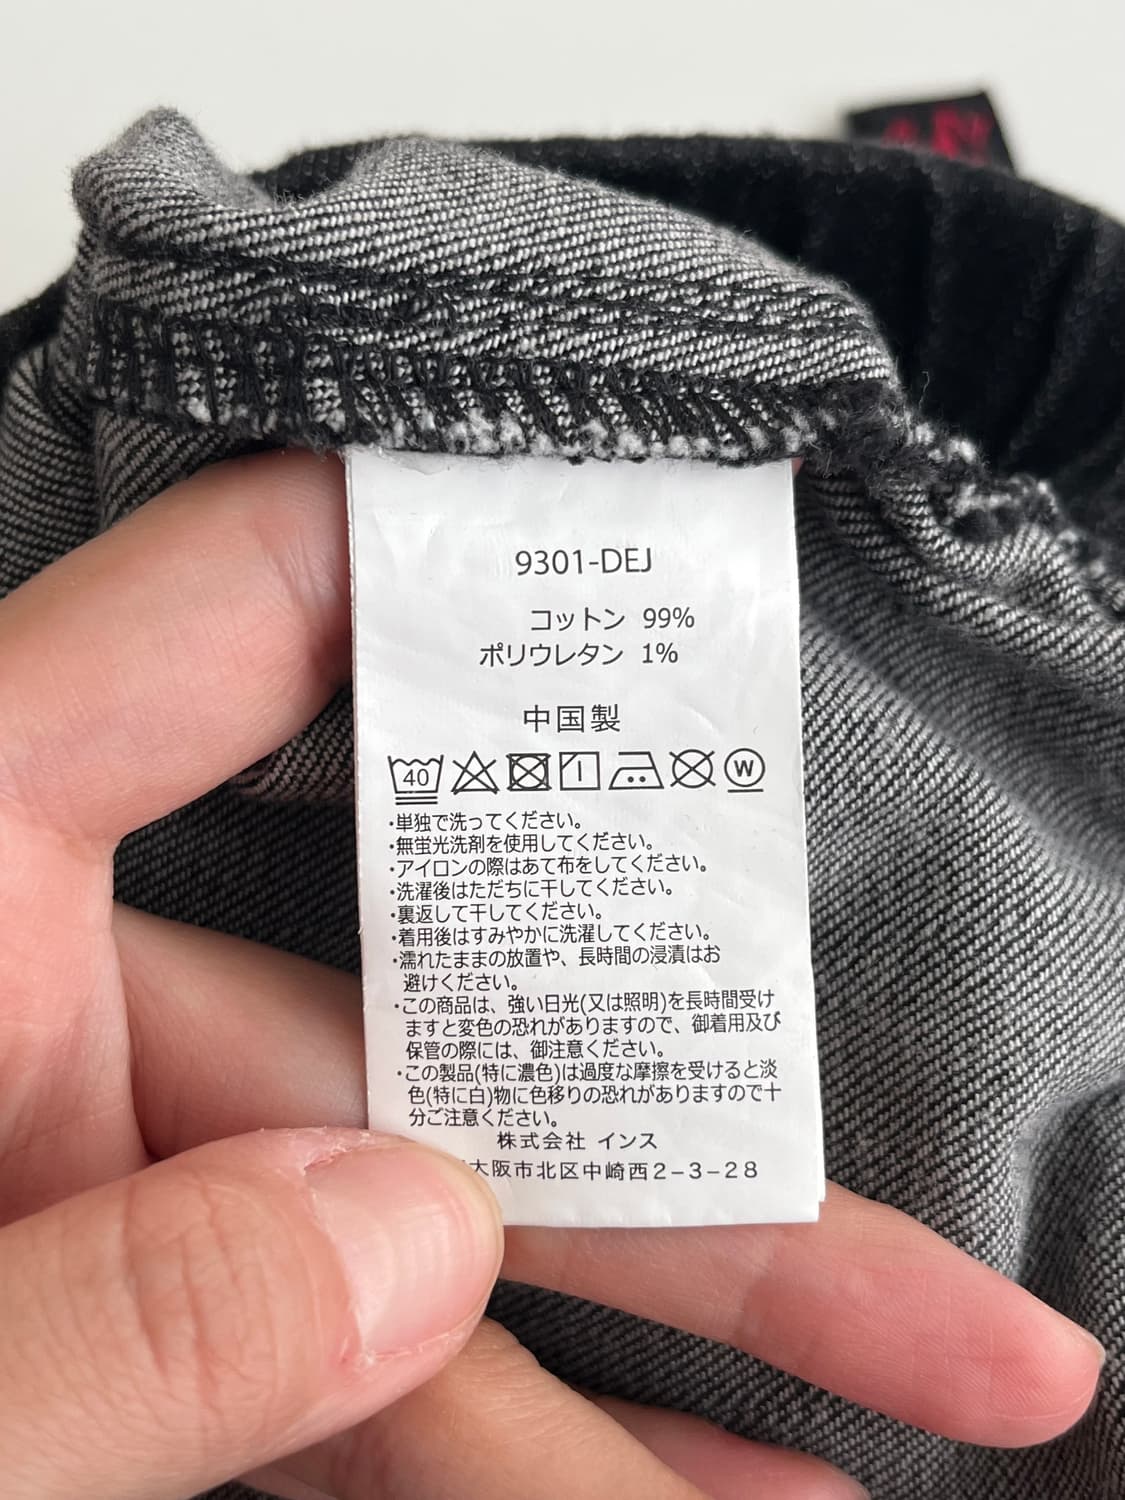 9301-DEJ
コットン 99%
ポリウレタン 1%
中国製
40 W
・単独で洗ってください。
・無蛍光洗剤を使用してください。
・アイロンの際はあて布をしてください。
・洗濯後はただちに干してください。
・裏返して干してください。
・着用後はすみやかに洗濯してください。
・濡れたままの放置や、長時間の浸漬はお
避けください。
・この商品は、強い日光(又は照明)を長時間受け
ますと変色の恐れがありますので、御着用及び
保管の際には、御注意ください。
・この製品(特に濃色)は過度な摩擦を受けると淡
色(特に白)物に色移りの恐れがありますので十
分ご注意ください。
株式会社 インス
大阪市北区中崎西2-3-28